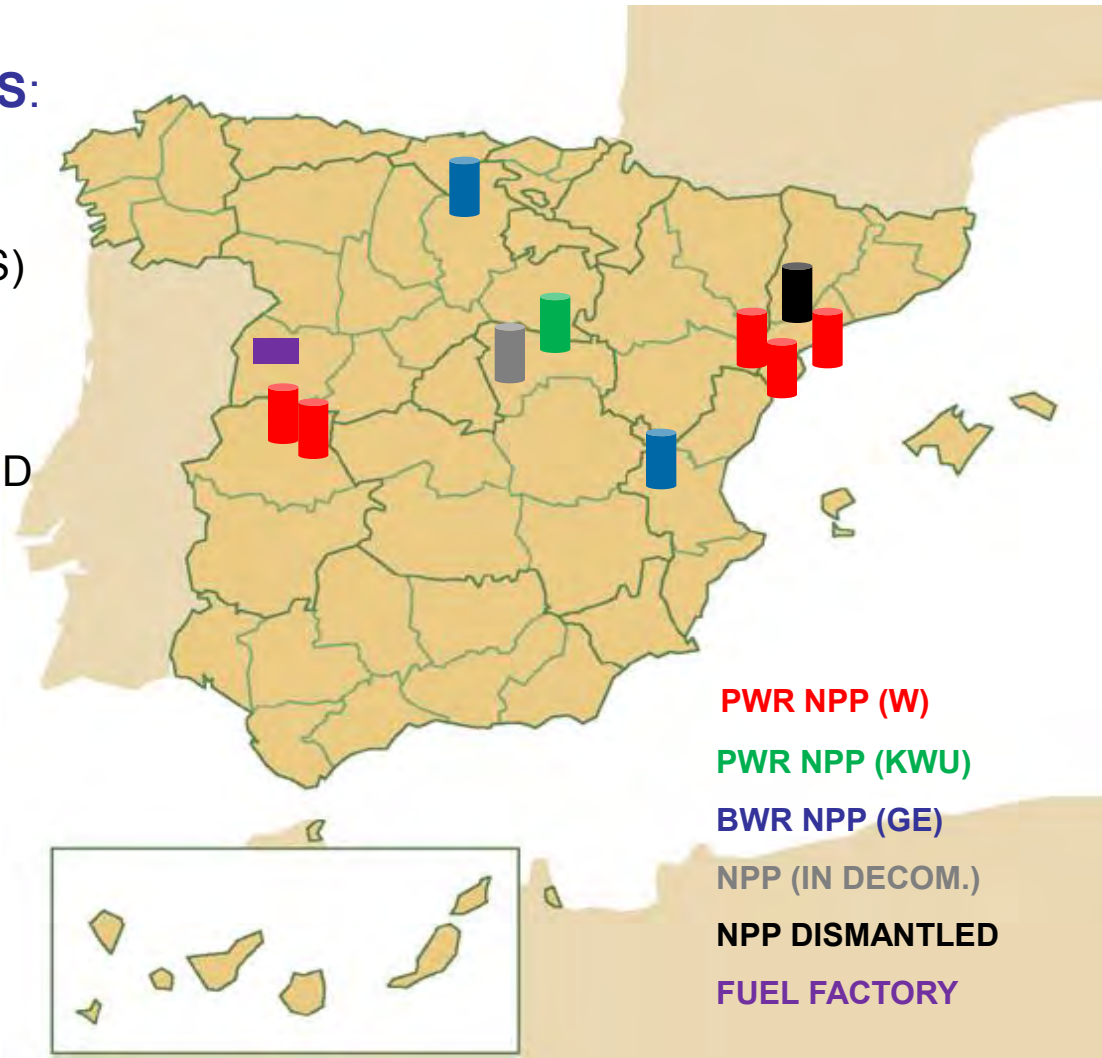 S:
S)
D
PWR NPP (W)
PWR NPP (KWU)
BWR NPP (GE)
NPP (IN DECOM.)
NPP DISMANTLED
FUEL FACTORY